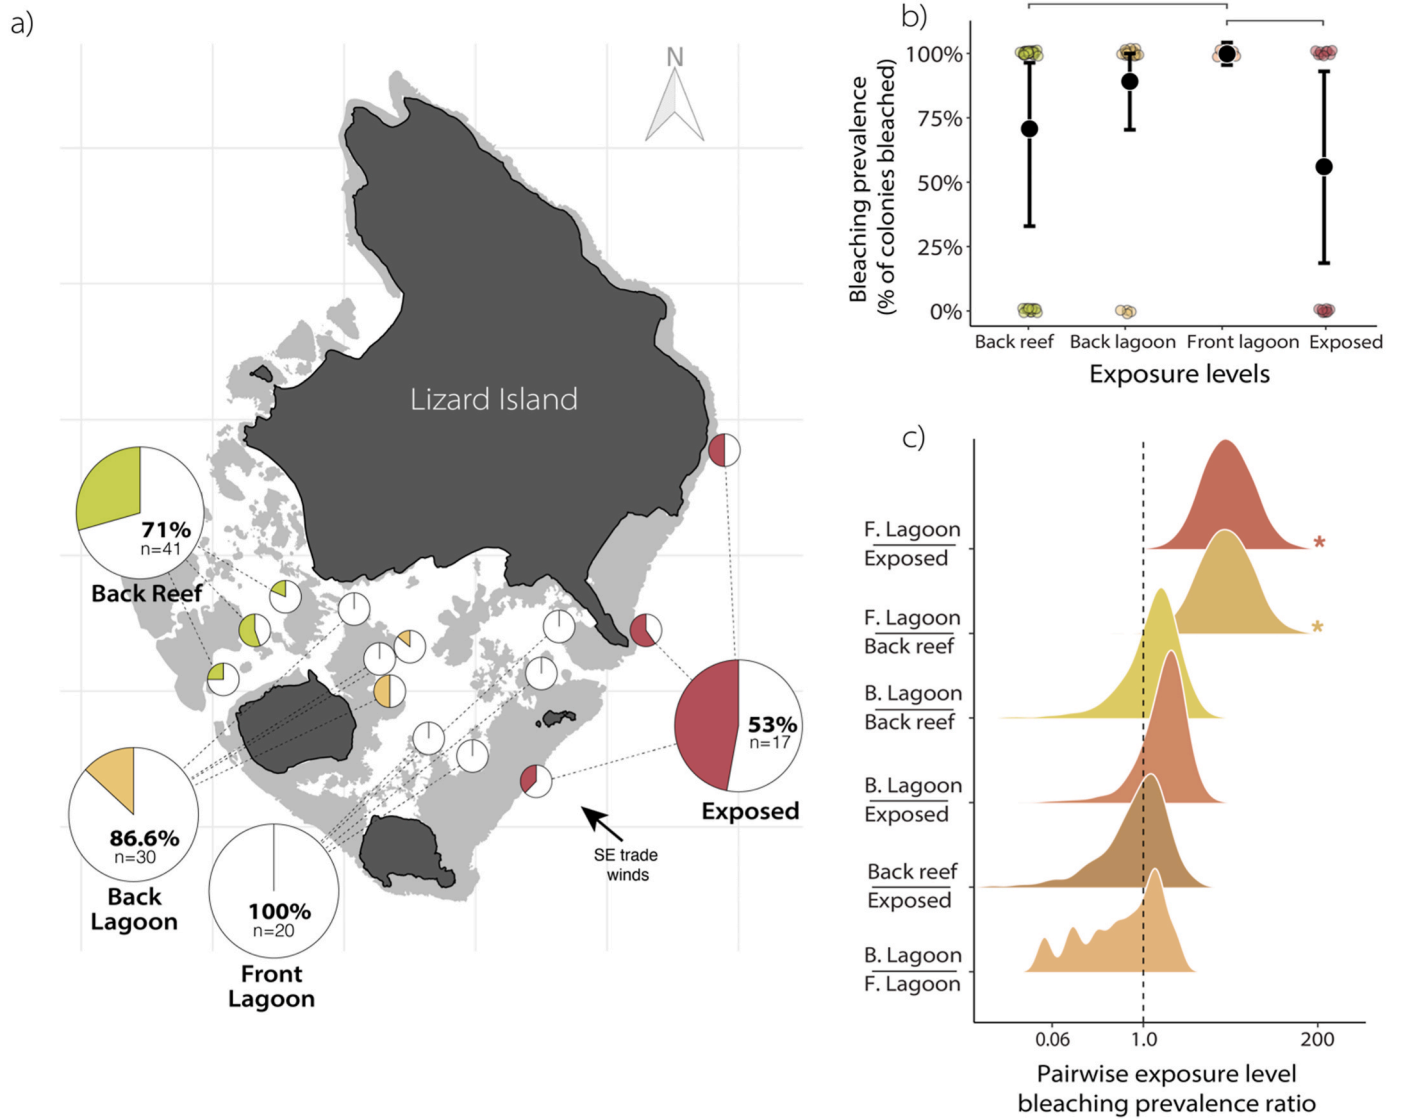 a)
N
Lizard Island
71%
n=41
Back Reef
53%
n=17
Exposed
86.6%
n=30
Back
Lagoon
100%
n=20
Front
Lagoon
SE trade
winds
b)
Bleaching prevalence
(% of colonies bleached)
100%
75%
50%
25%
0%
Back reef
Back lagoon
Front lagoon
Exposed
Exposure levels
c)
F. Lagoon
Exposed
*
F. Lagoon
Back reef
*
B. Lagoon
Back reef
B. Lagoon
Exposed
Back reef
Exposed
B. Lagoon
F. Lagoon
0.06
1.0
200
Pairwise exposure level
bleaching prevalence ratio